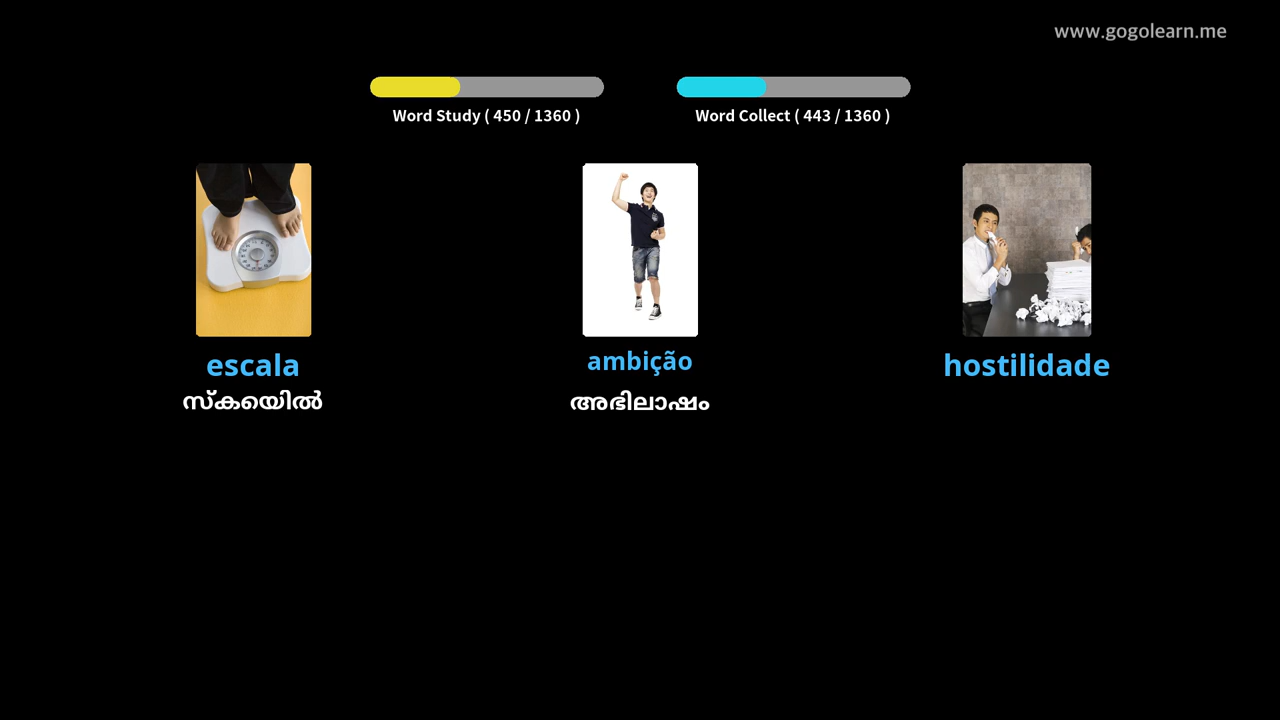 www.gogolearn.me
Word Study ( 450 / 1360 )
Word Collect ( 443 / 1360 )
escala
ambição
hostilidade
സ്കയിെൽ
അഭിലാഷം